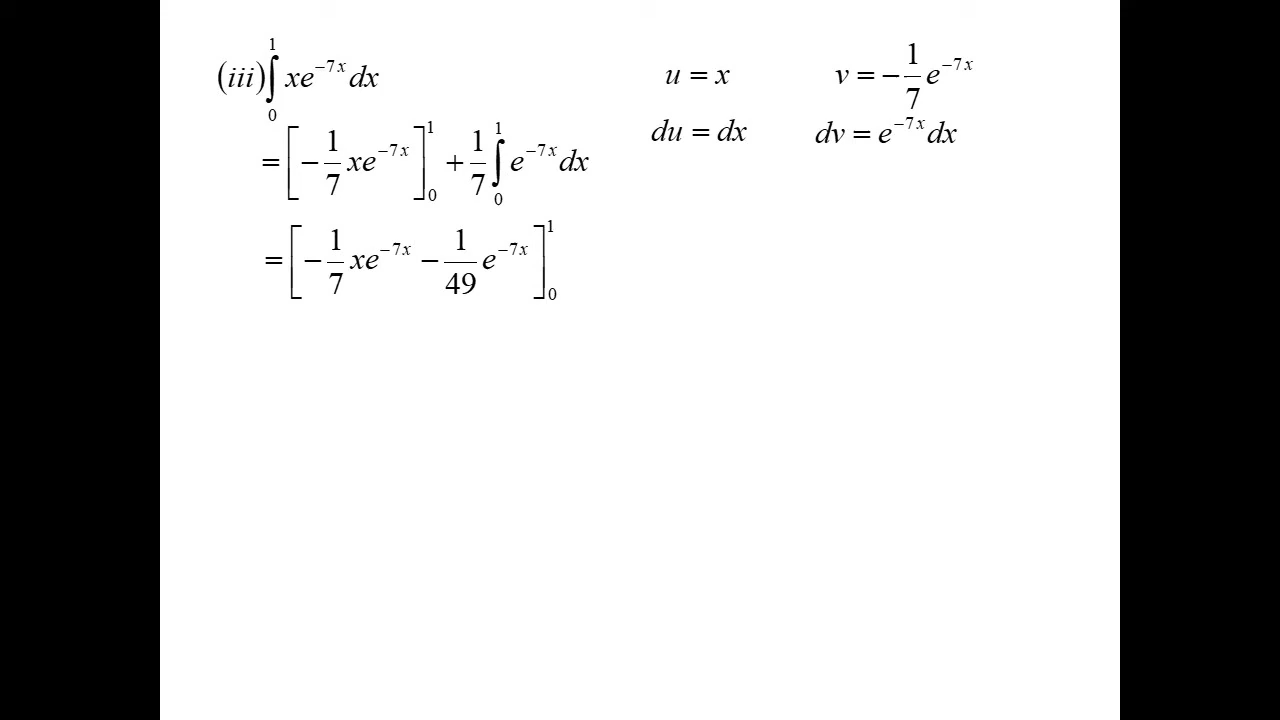 (iii) ∫₀¹ xe⁻⁷ˣ dx    u = x    v = −1/7 e⁻⁷ˣ
= [−1/7 xe⁻⁷ˣ]₀¹ + 1/7 ∫₀¹ e⁻⁷ˣ dx    du = dx    dv = e⁻⁷ˣ dx
= [−1/7 xe⁻⁷ˣ − 1/49 e⁻⁷ˣ]₀¹